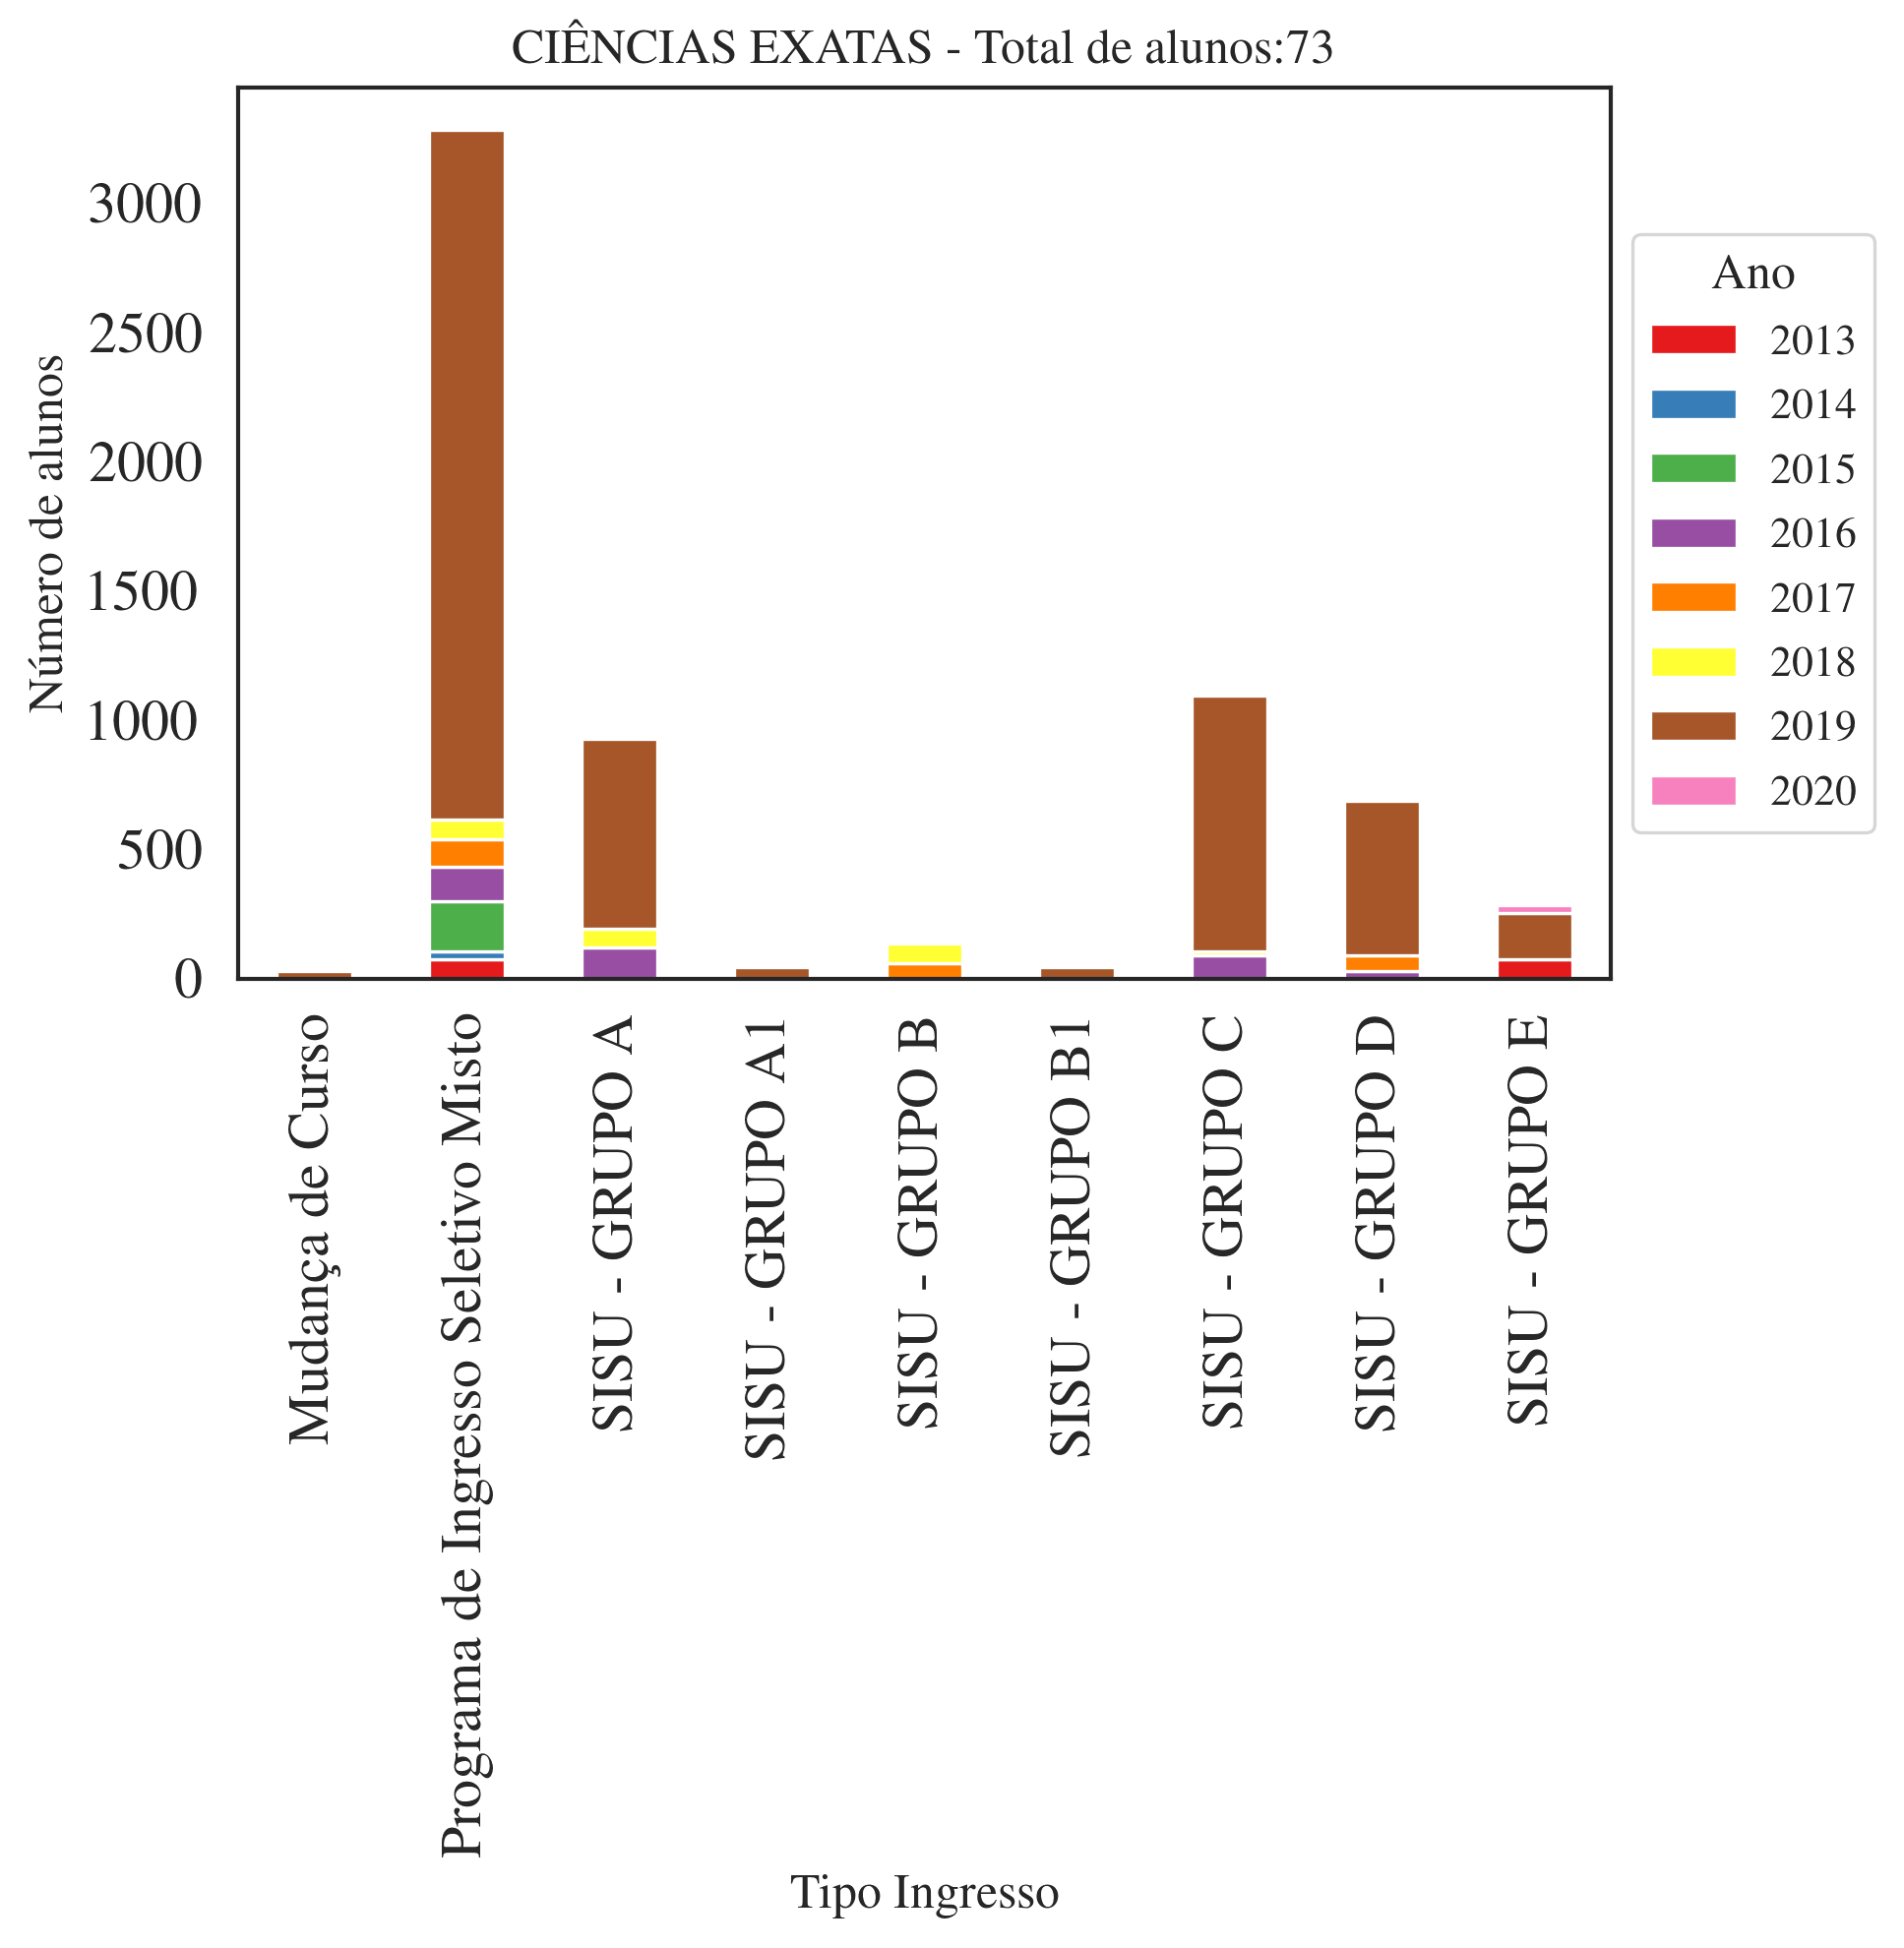 CIÊNCIAS EXATAS - Total de alunos:73
Número de alunos
3000
2500
2000
1500
1000
500
0
Ano
2013
2014
2015
2016
2017
2018
2019
2020
Mudança de Curso
Programa de Ingresso Seletivo Misto
SISU - GRUPO A
SISU - GRUPO A1
SISU - GRUPO B
SISU - GRUPO B1
SISU - GRUPO C
SISU - GRUPO D
SISU - GRUPO E
Tipo Ingresso